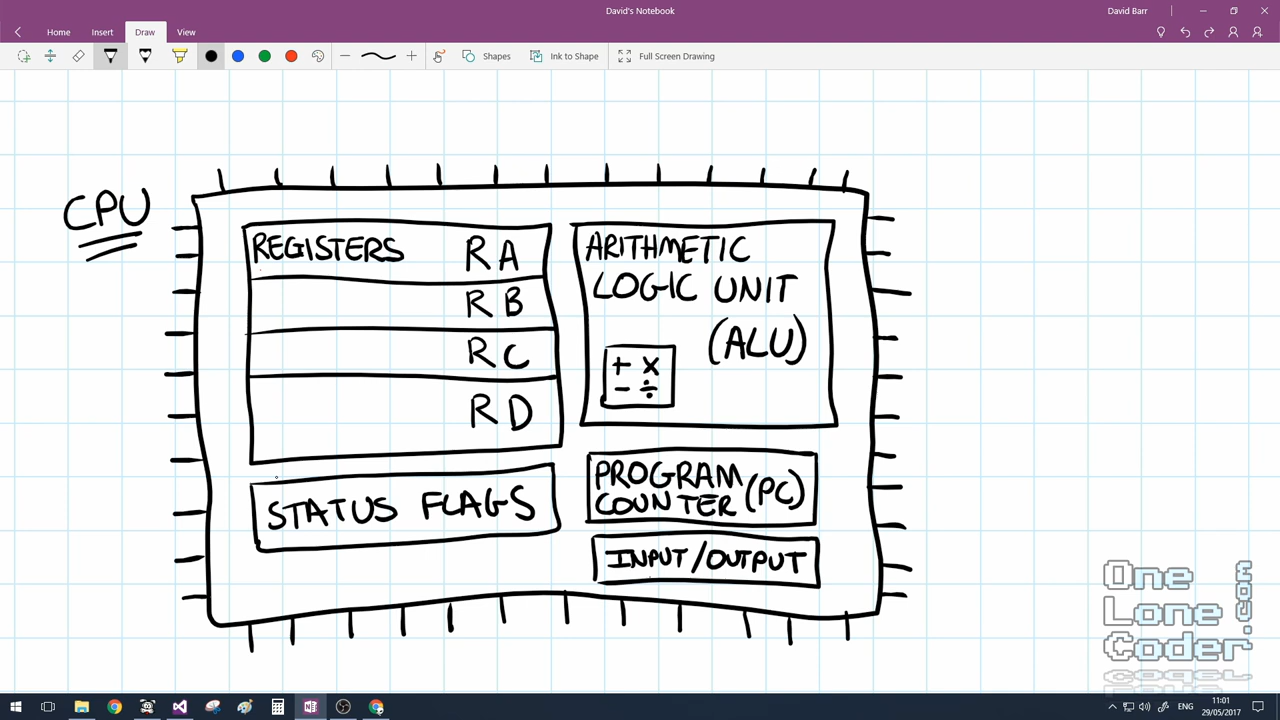 David's Notebook
David Barr
Home Insert Draw View
Shapes Ink to Shape Full Screen Drawing
CPU
REGISTERS RA
RB
RC
RD
STATUS FLAGS
ARITHMETIC
LOGIC UNIT
(ALU)
+ x
- ÷
PROGRAM
COUNTER (PC)
INPUT/OUTPUT
One
Lone
Coder
.com
ENG
11:01
29/05/2017